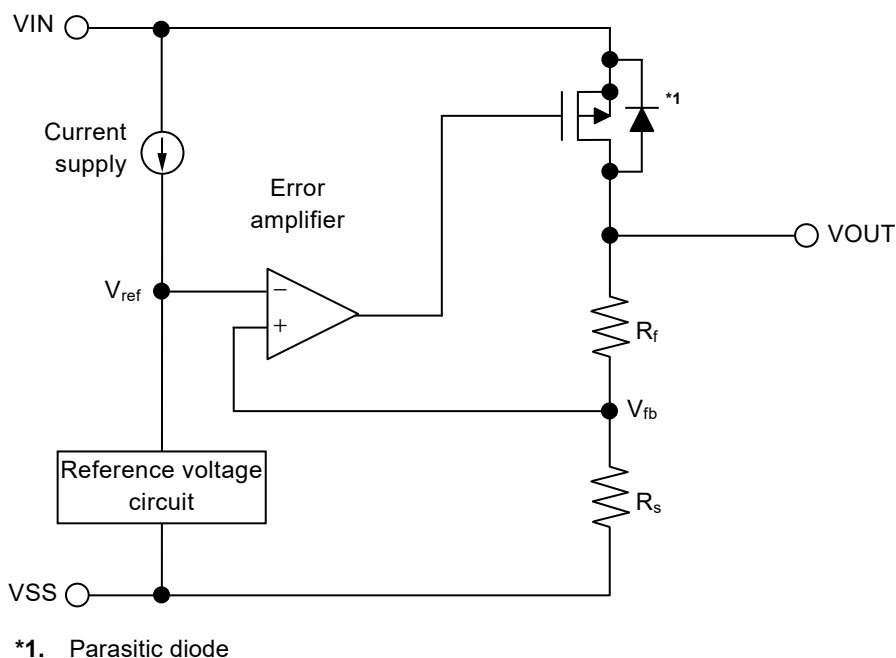 VIN
*1
Current
supply
Error
amplifier
VOUT
Vref
−
+
Rf
Vfb
Reference voltage
circuit
Rs
VSS
*1. Parasitic diode